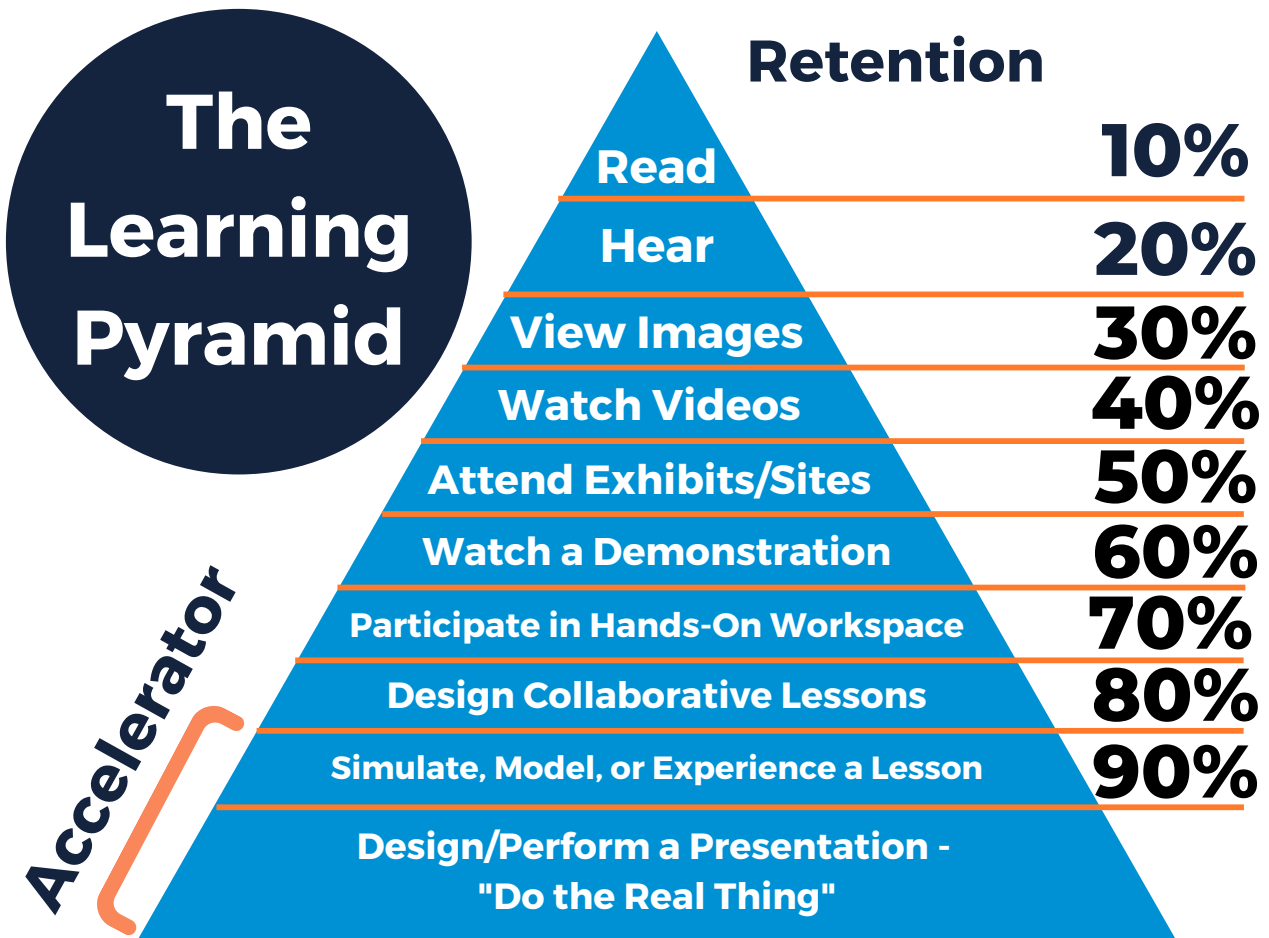 The
Learning
Pyramid
Retention
Read 10%
Hear 20%
View Images 30%
Watch Videos 40%
Attend Exhibits/Sites 50%
Watch a Demonstration 60%
Participate in Hands-On Workspace 70%
Design Collaborative Lessons 80%
Simulate, Model, or Experience a Lesson 90%
Design/Perform a Presentation -
"Do the Real Thing"
Accelerator